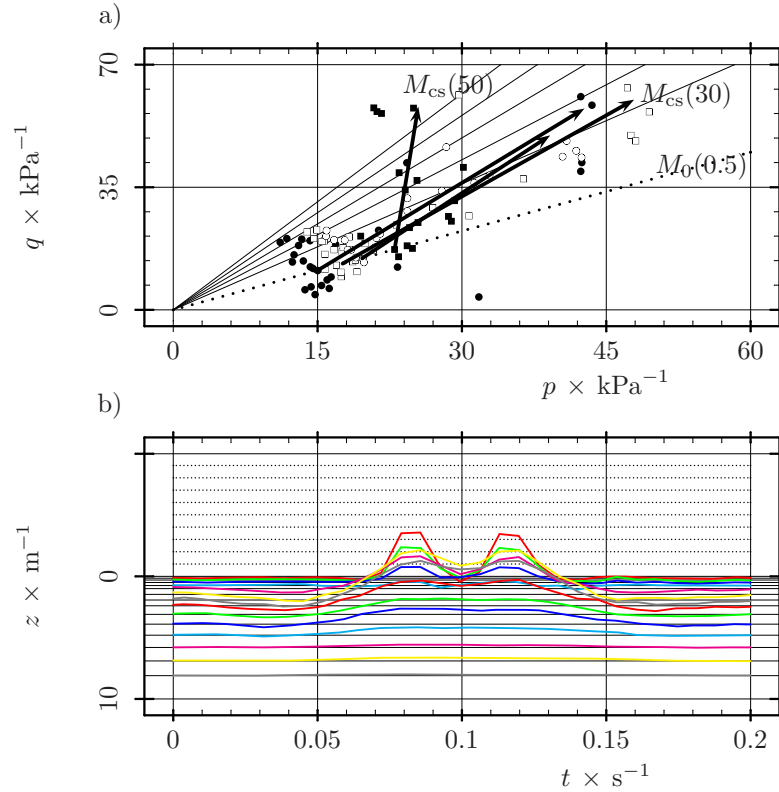 a)
70
35
0
q × kPa⁻¹
M_cs(50)
M_cs(30)
M_0(0.5)
0 15 30 45 60
p × kPa⁻¹
b)
0
10
z × m⁻¹
0 0.05 0.1 0.15 0.2
t × s⁻¹